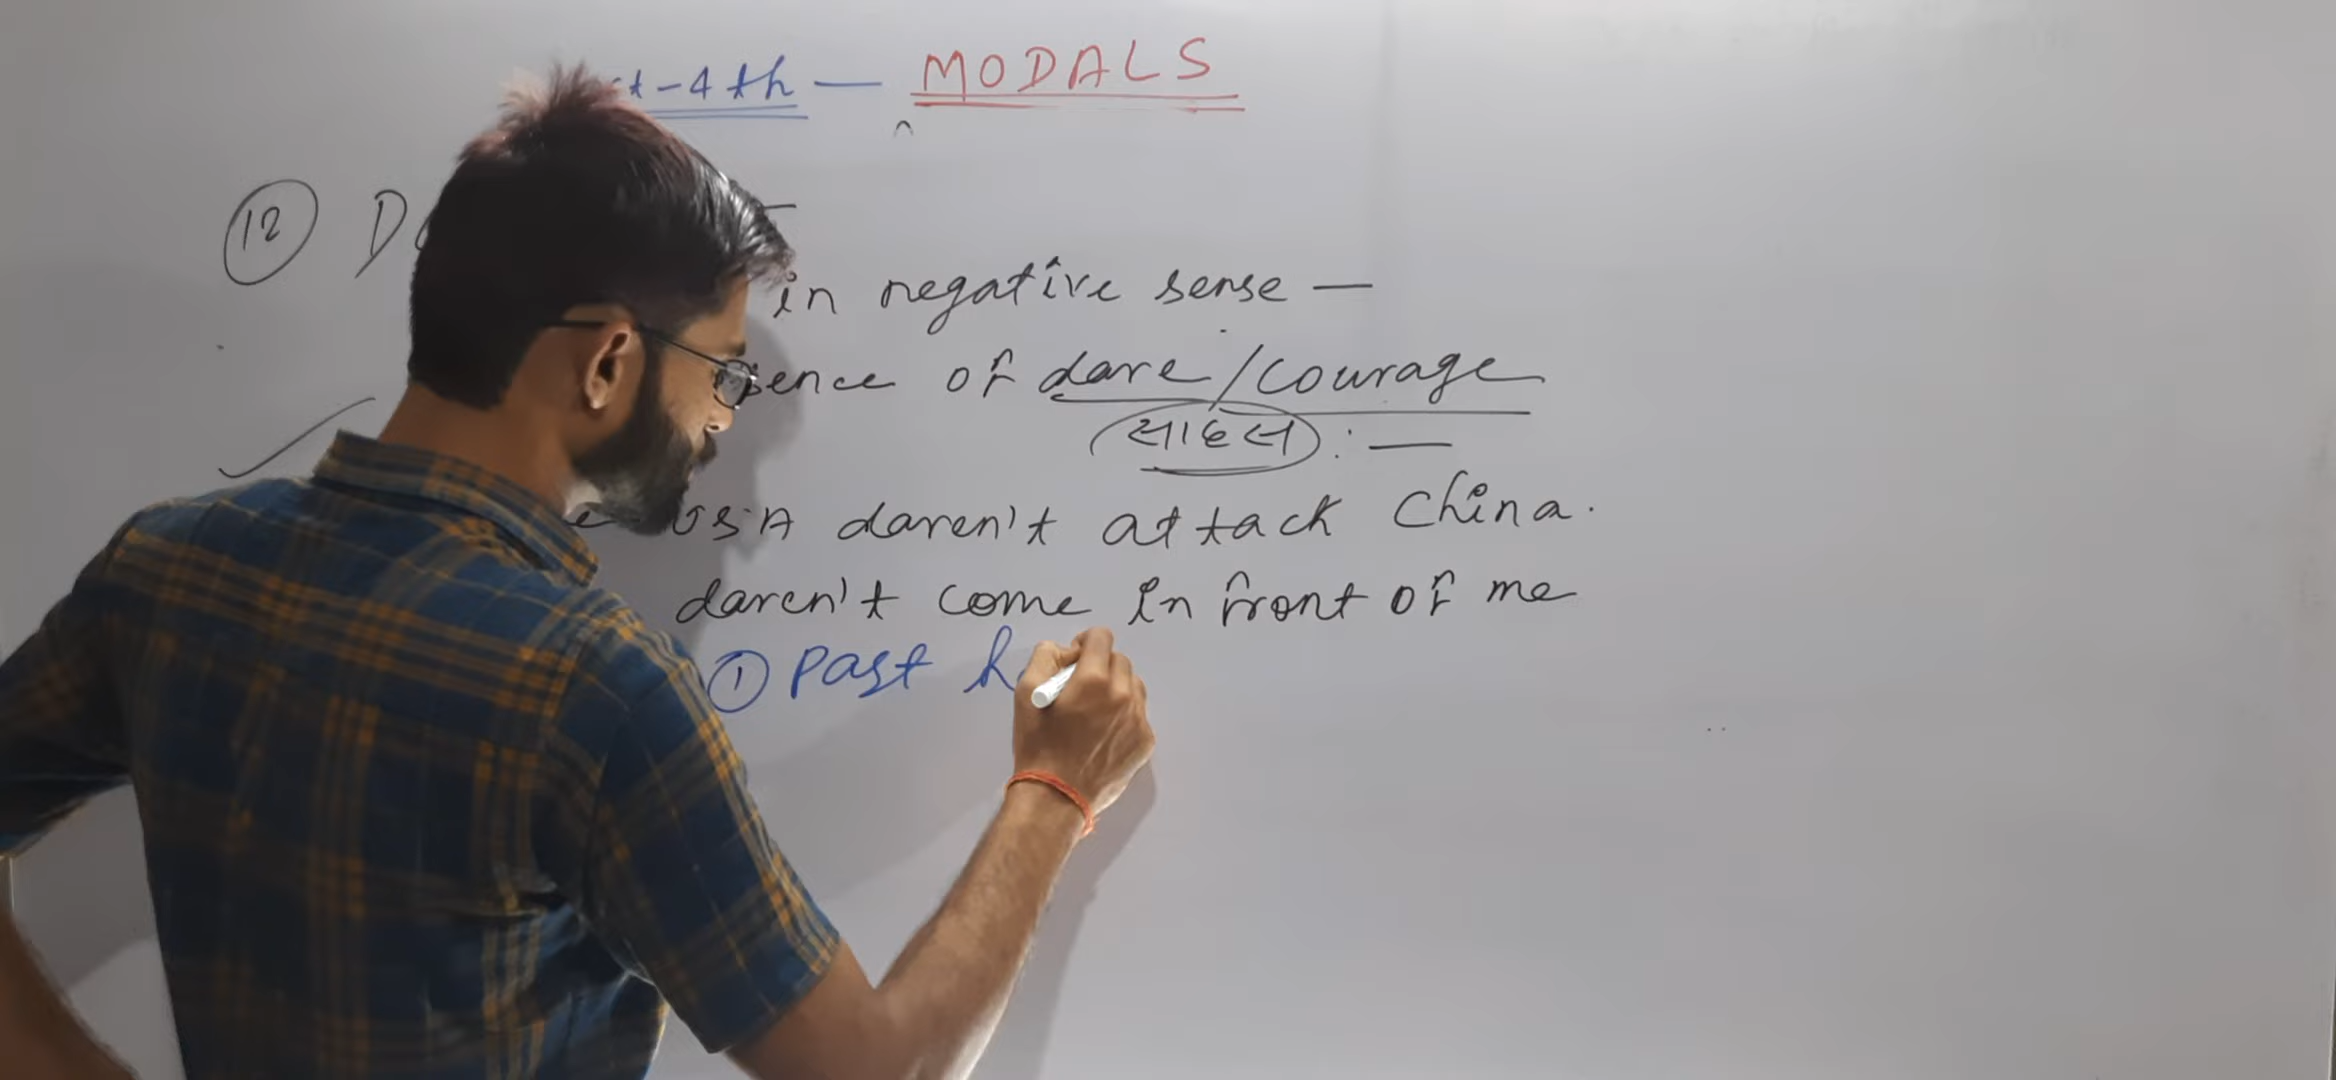 -4th — MODALS
12
in negative sense —
of dare/courage
साहस : —
USA daren't attack China.
daren't come in front of me
① Past